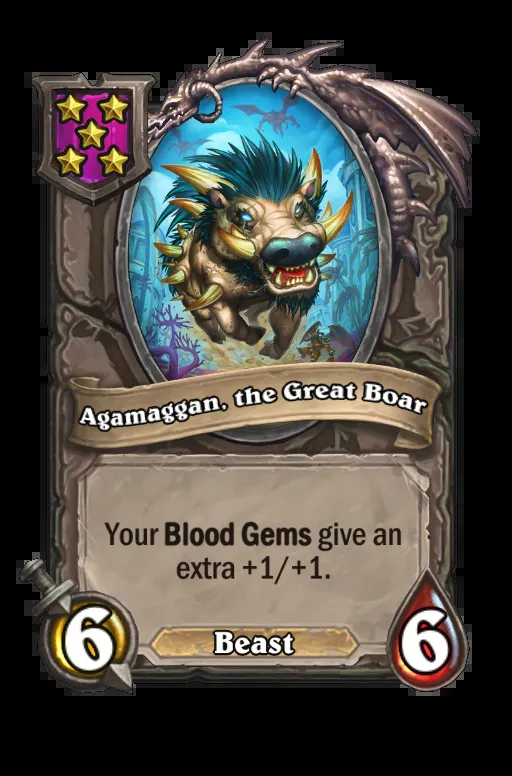 Agamaggan, the Great Boar
Your Blood Gems give an
extra +1/+1.
6
Beast
6